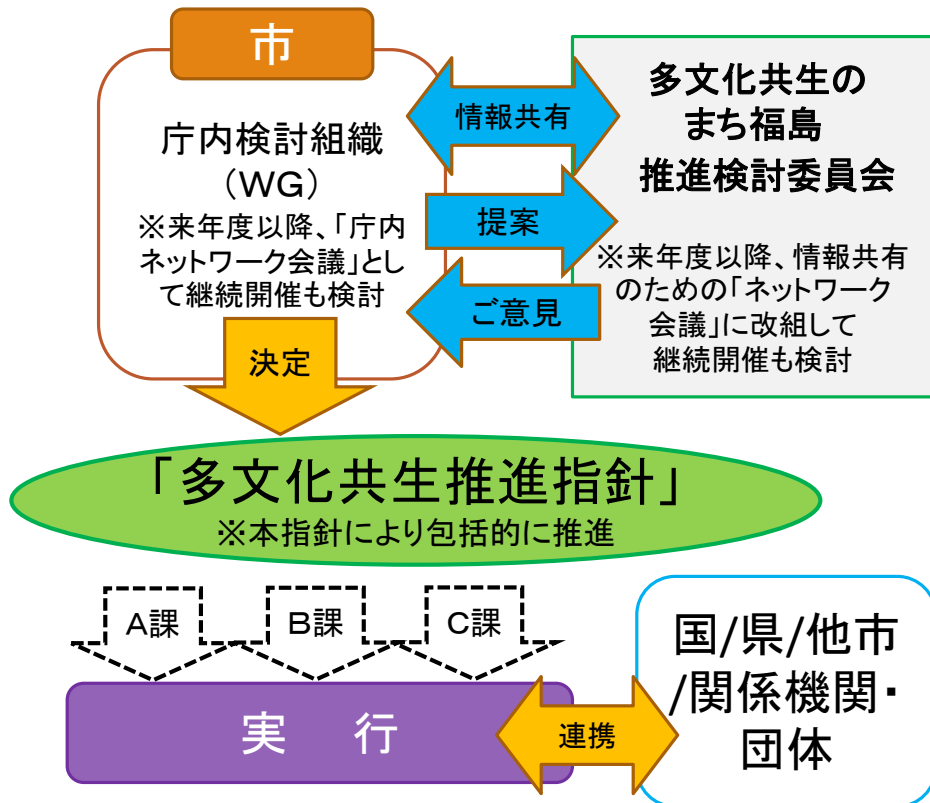 市
庁内検討組織
（WG）
※来年度以降、「庁内
ネットワーク会議」とし
て継続開催も検討
情報共有
提案
ご意見
多文化共生の
まち福島
推進検討委員会
※来年度以降、情報共有
のための「ネットワーク
会議」に改組して
継続開催も検討
決定
「多文化共生推進指針」
※本指針により包括的に推進
A課
B課
C課
実　行
連携
国/県/他市
/関係機関・
団体